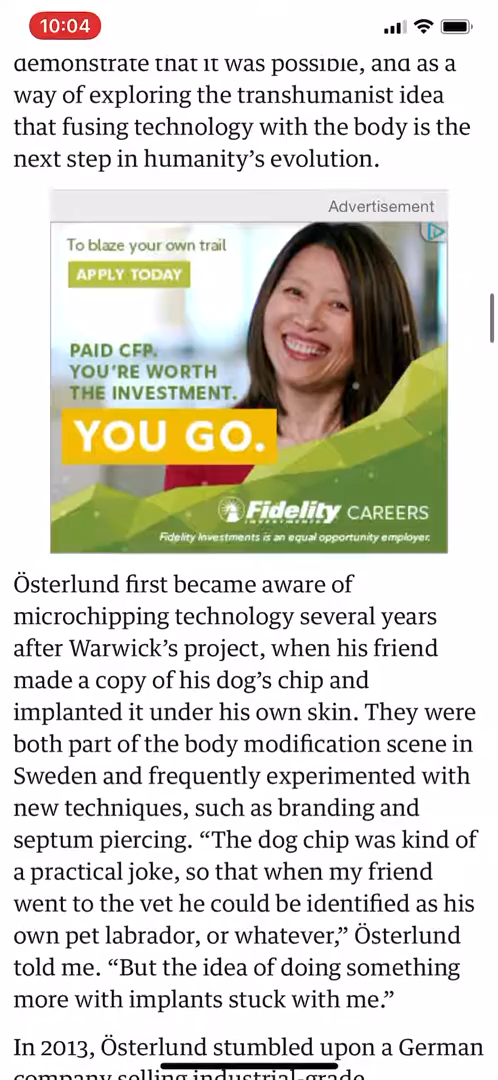 10:04
demonstrate that it was possible, and as a
way of exploring the transhumanist idea
that fusing technology with the body is the
next step in humanity’s evolution.
Advertisement
To blaze your own trail
APPLY TODAY
PAID CFP.
YOU’RE WORTH
THE INVESTMENT.
YOU GO.
Fidelity CAREERS
INVESTMENTS
Fidelity Investments is an equal opportunity employer.
Österlund first became aware of
microchipping technology several years
after Warwick’s project, when his friend
made a copy of his dog’s chip and
implanted it under his own skin. They were
both part of the body modification scene in
Sweden and frequently experimented with
new techniques, such as branding and
septum piercing. “The dog chip was kind of
a practical joke, so that when my friend
went to the vet he could be identified as his
own pet labrador, or whatever,” Österlund
told me. “But the idea of doing something
more with implants stuck with me.”
In 2013, Österlund stumbled upon a German
company selling industrial-grade